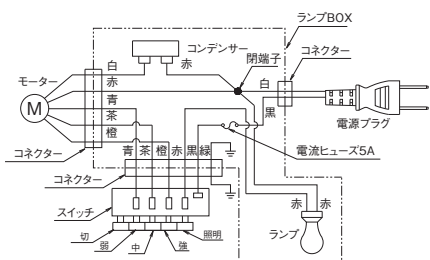 ランプBOX
コンデンサー
閉端子
コネクター
白
赤
赤
白
モーター
青
M
茶
橙
黒
電源プラグ
青 茶 橙 赤 黒 緑
電流ヒューズ5A
コネクター
コネクター
スイッチ
赤 赤
切
弱
中
強
照明
ランプ